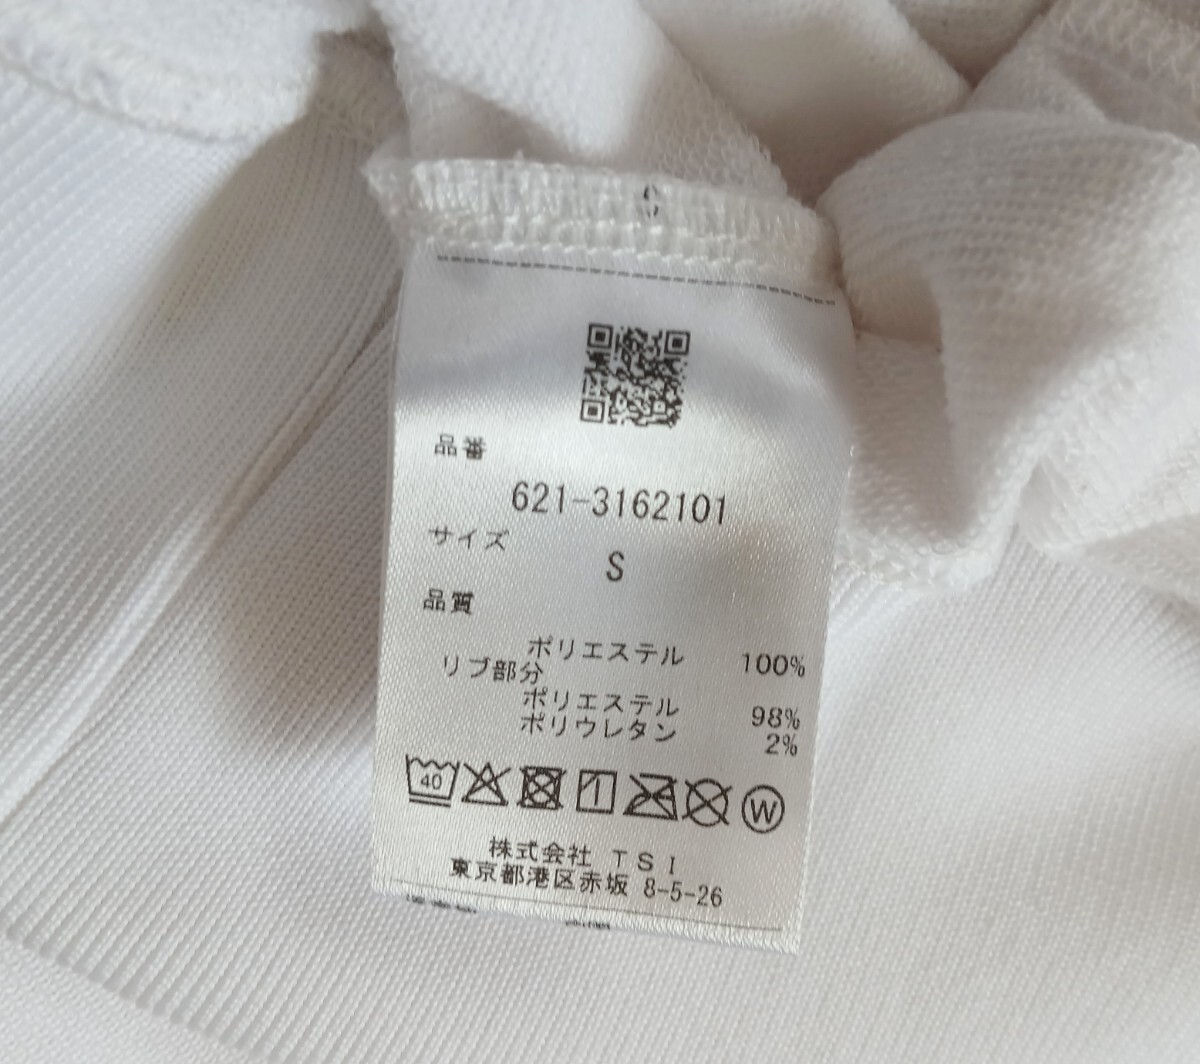 品番
621-3162101
サイズ
S
品質
ポリエステル 100%
リブ部分
ポリエステル 98%
ポリウレタン 2%
40
W
株式会社 TSI
東京都港区赤坂 8-5-26